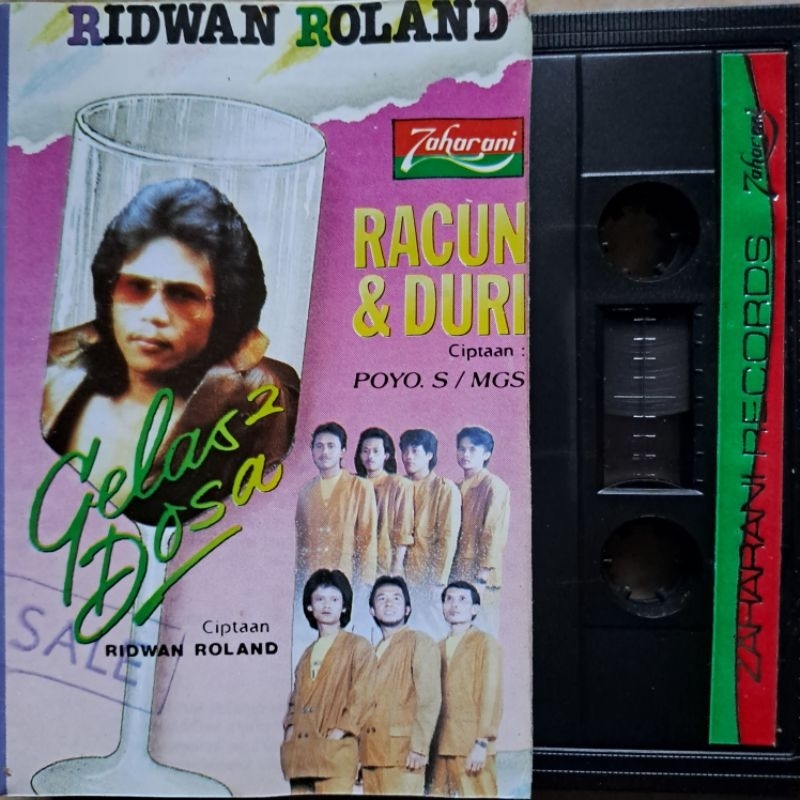 RIDWAN ROLAND
Zaharani
RACUN
& DURI
Ciptaan :
POYO. S / MGS
Gelas2
Dosa
Ciptaan
RIDWAN ROLAND
SALE
Zaharani
ZAHARANI RECORDS